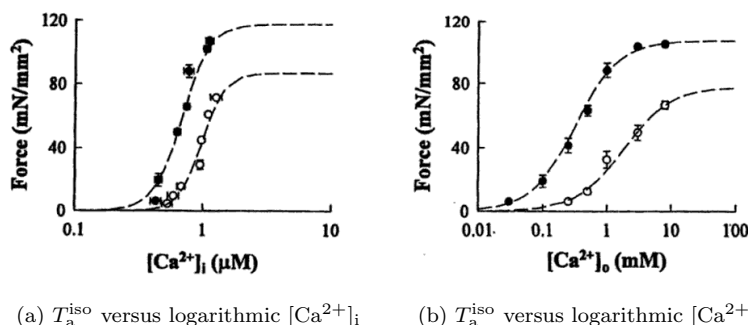 120
80
40
0
Force (mN/mm²)
0.1 1 10
[Ca²⁺]ᵢ (μM)
120
80
40
0
Force (mN/mm²)
0.01 0.1 1 10 100
[Ca²⁺]ₒ (mM)
(a) Tₐⁱˢᵒ versus logarithmic [Ca²⁺]ᵢ
(b) Tₐⁱˢᵒ versus logarithmic [Ca²⁺